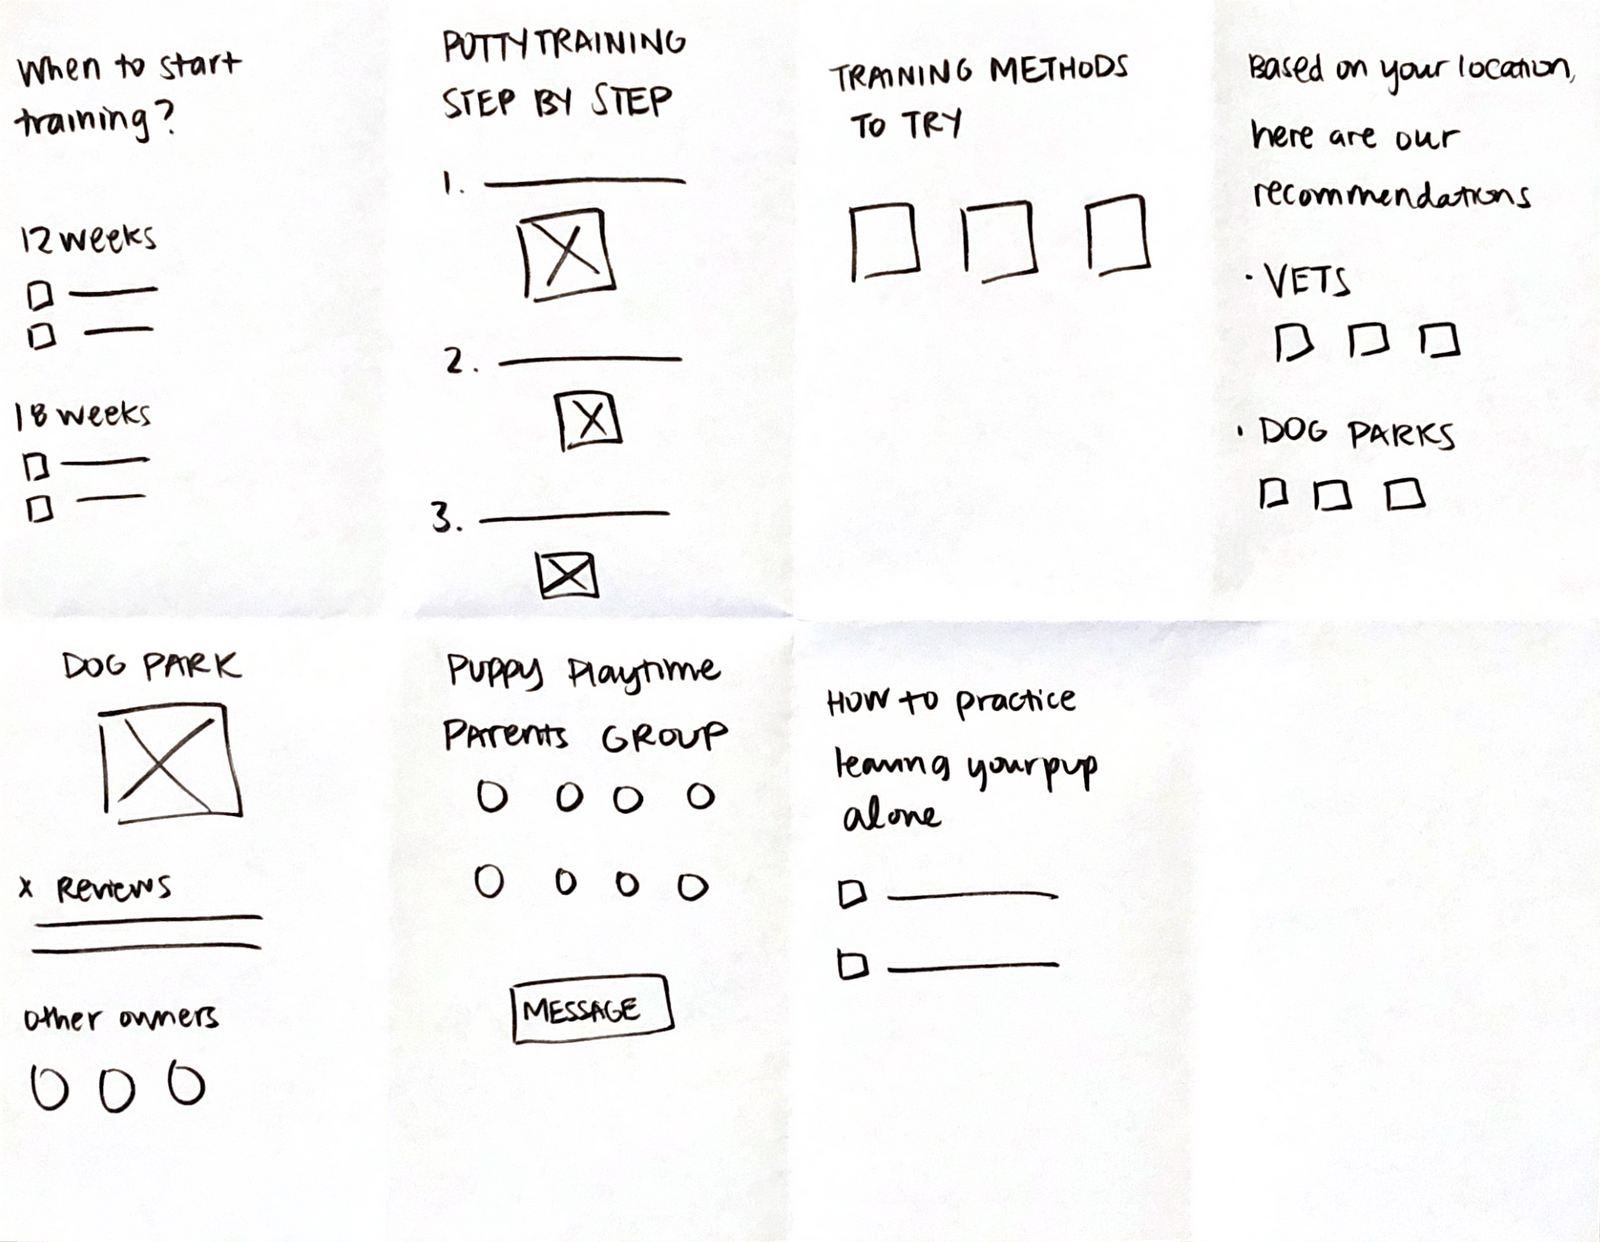 When to start
training?
12 weeks
18 weeks
POTTY TRAINING
STEP BY STEP
1.
2.
3.
TRAINING METHODS
TO TRY
Based on your location,
here are our
recommendations
· VETS
· DOG PARKS
DOG PARK
x Reviews
other owners
Puppy Playtime
Parents GROUP
MESSAGE
HOW to practice
leaving your pup
alone